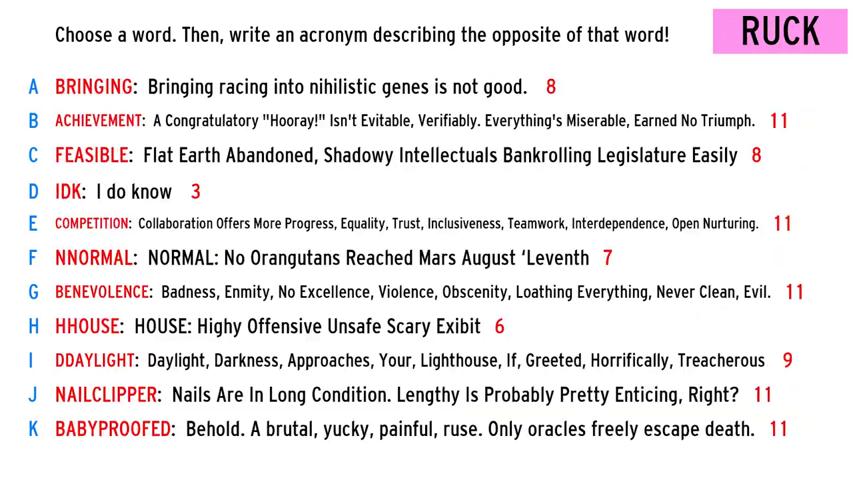 Choose a word. Then, write an acronym describing the opposite of that word!
RUCK
A BRINGING: Bringing racing into nihilistic genes is not good. 8
B ACHIEVEMENT: A Congratulatory "Hooray!" Isn't Evitable, Verifiably. Everything's Miserable, Earned No Triumph. 11
C FEASIBLE: Flat Earth Abandoned, Shadowy Intellectuals Bankrolling Legislature Easily 8
D IDK: I do know 3
E COMPETITION: Collaboration Offers More Progress, Equality, Trust, Inclusiveness, Teamwork, Interdependence, Open Nurturing. 11
F NNORMAL: NORMAL: No Orangutans Reached Mars August ‘Leventh 7
G BENEVOLENCE: Badness, Enmity, No Excellence, Violence, Obscenity, Loathing Everything, Never Clean, Evil. 11
H HHOUSE: HOUSE: Highy Offensive Unsafe Scary Exibit 6
I DDAYLIGHT: Daylight, Darkness, Approaches, Your, Lighthouse, If, Greeted, Horrifically, Treacherous 9
J NAILCLIPPER: Nails Are In Long Condition. Lengthy Is Probably Pretty Enticing, Right? 11
K BABYPROOFED: Behold. A brutal, yucky, painful, ruse. Only oracles freely escape death. 11